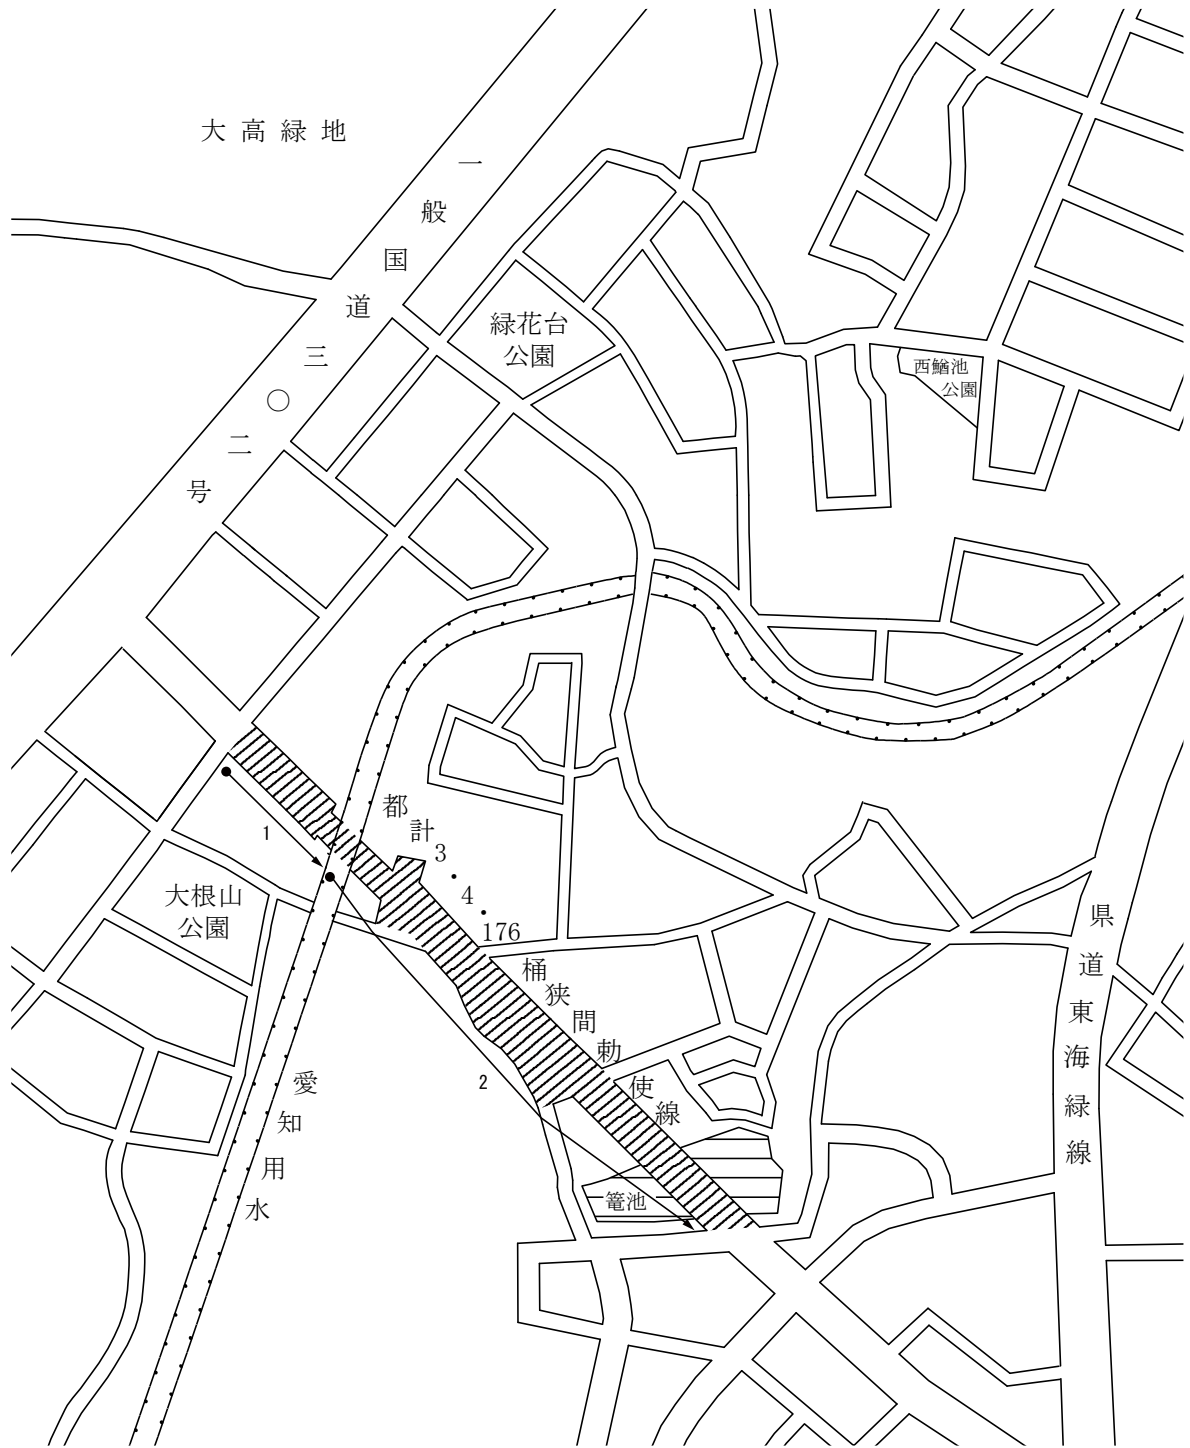 大高緑地
一般国道三〇二号
緑花台
公園
西鰌池
公園
都計3・4・176
桶狭間勅使線
1
大根山
公園
2
県道東海緑線
愛知用水
篭池